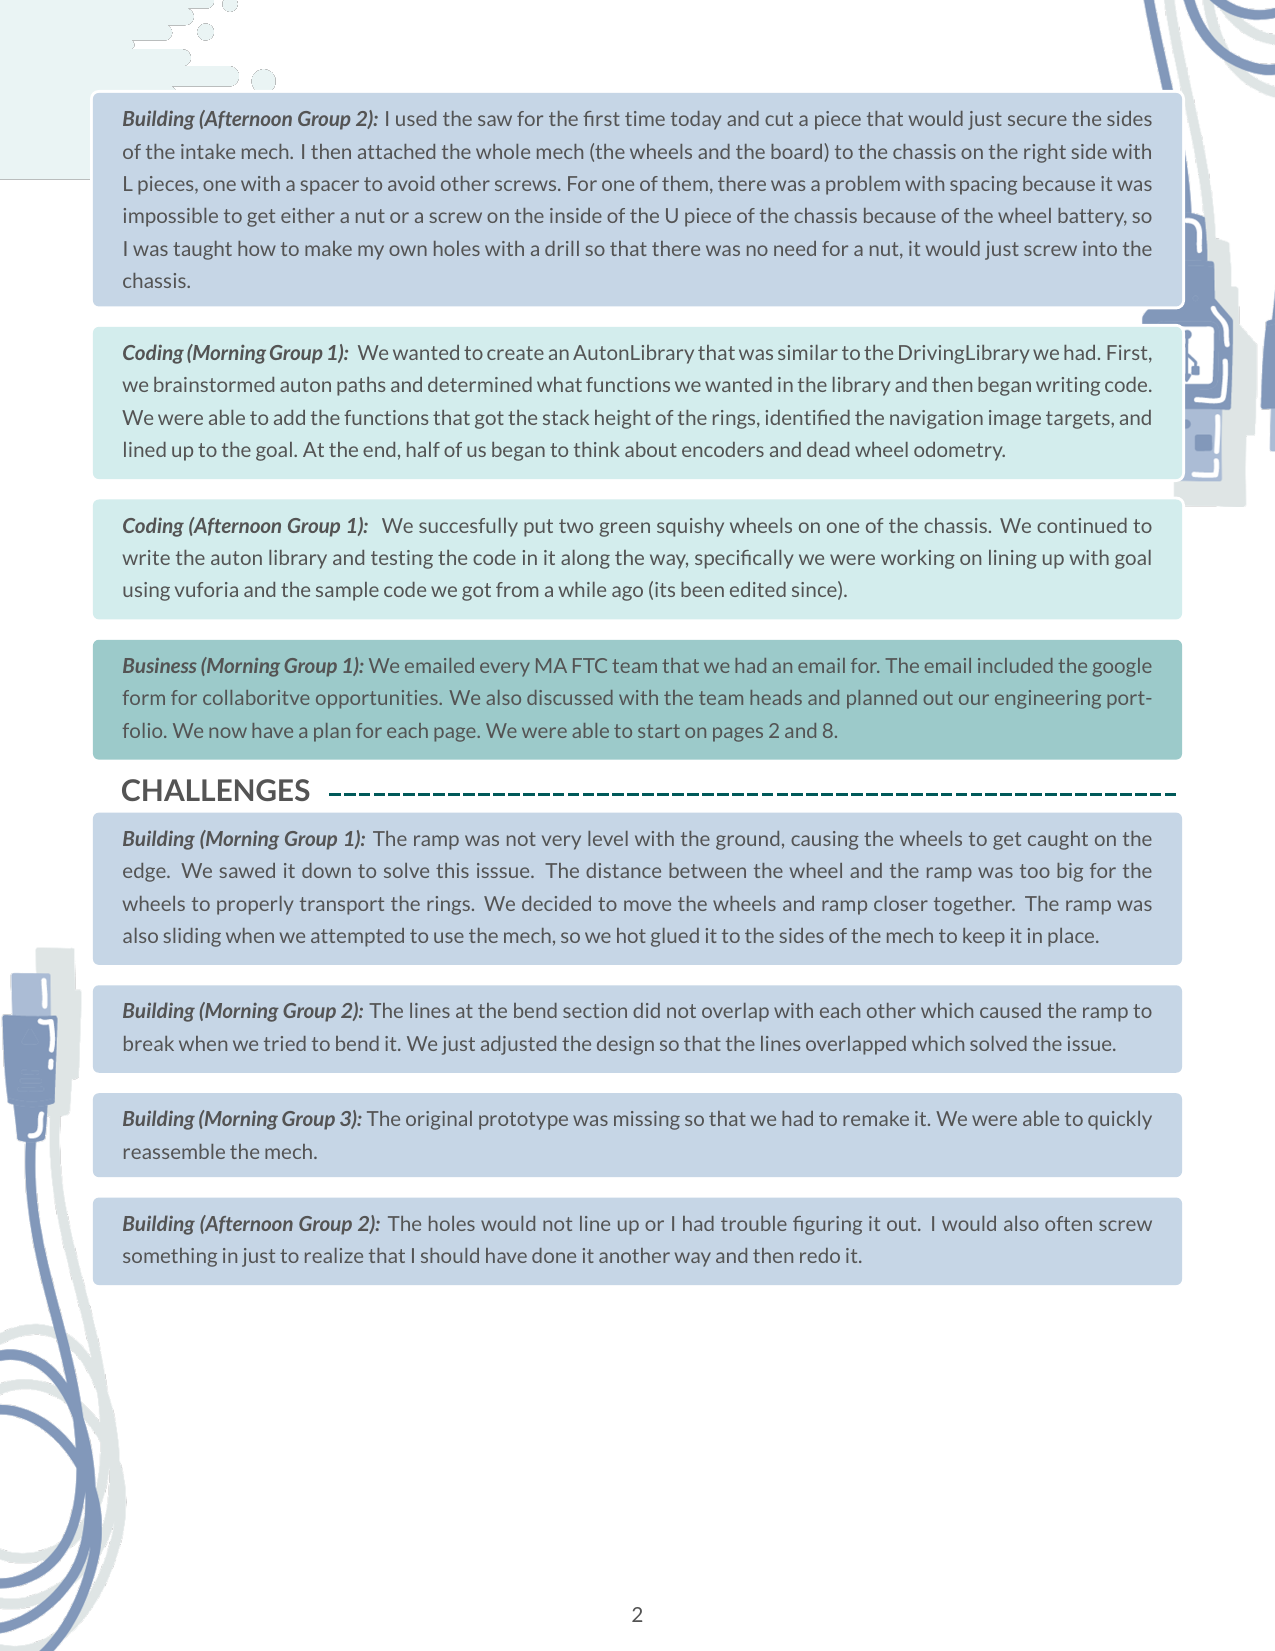 Building (Afternoon Group 2): I used the saw for the first time today and cut a piece that would just secure the sides
of the intake mech. I then attached the whole mech (the wheels and the board) to the chassis on the right side with
L pieces, one with a spacer to avoid other screws. For one of them, there was a problem with spacing because it was
impossible to get either a nut or a screw on the inside of the U piece of the chassis because of the wheel battery, so
I was taught how to make my own holes with a drill so that there was no need for a nut, it would just screw into the
chassis.
Coding (Morning Group 1): We wanted to create an AutonLibrary that was similar to the DrivingLibrary we had. First,
we brainstormed auton paths and determined what functions we wanted in the library and then began writing code.
We were able to add the functions that got the stack height of the rings, identified the navigation image targets, and
lined up to the goal. At the end, half of us began to think about encoders and dead wheel odometry.
Coding (Afternoon Group 1): We succesfully put two green squishy wheels on one of the chassis. We continued to
write the auton library and testing the code in it along the way, specifically we were working on lining up with goal
using vuforia and the sample code we got from a while ago (its been edited since).
Business (Morning Group 1): We emailed every MA FTC team that we had an email for. The email included the google
form for collaboritve opportunities. We also discussed with the team heads and planned out our engineering port-
folio. We now have a plan for each page. We were able to start on pages 2 and 8.
CHALLENGES
Building (Morning Group 1): The ramp was not very level with the ground, causing the wheels to get caught on the
edge. We sawed it down to solve this isssue. The distance between the wheel and the ramp was too big for the
wheels to properly transport the rings. We decided to move the wheels and ramp closer together. The ramp was
also sliding when we attempted to use the mech, so we hot glued it to the sides of the mech to keep it in place.
Building (Morning Group 2): The lines at the bend section did not overlap with each other which caused the ramp to
break when we tried to bend it. We just adjusted the design so that the lines overlapped which solved the issue.
Building (Morning Group 3): The original prototype was missing so that we had to remake it. We were able to quickly
reassemble the mech.
Building (Afternoon Group 2): The holes would not line up or I had trouble figuring it out. I would also often screw
something in just to realize that I should have done it another way and then redo it.
2